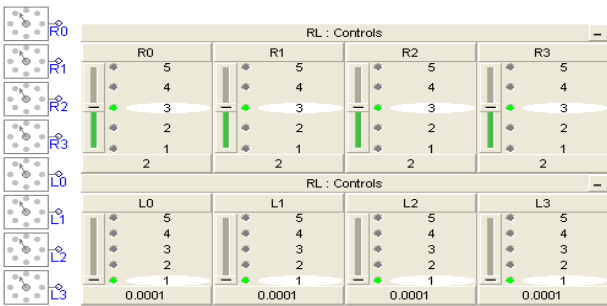 R0
R1
R2
R3
L0
L1
L2
L3
RL : Controls
R0 R1 R2 R3
5 5 5 5
4 4 4 4
3 3 3 3
2 2 2 2
1 1 1 1
2 2 2 2
RL : Controls
L0 L1 L2 L3
5 5 5 5
4 4 4 4
3 3 3 3
2 2 2 2
1 1 1 1
0.0001 0.0001 0.0001 0.0001